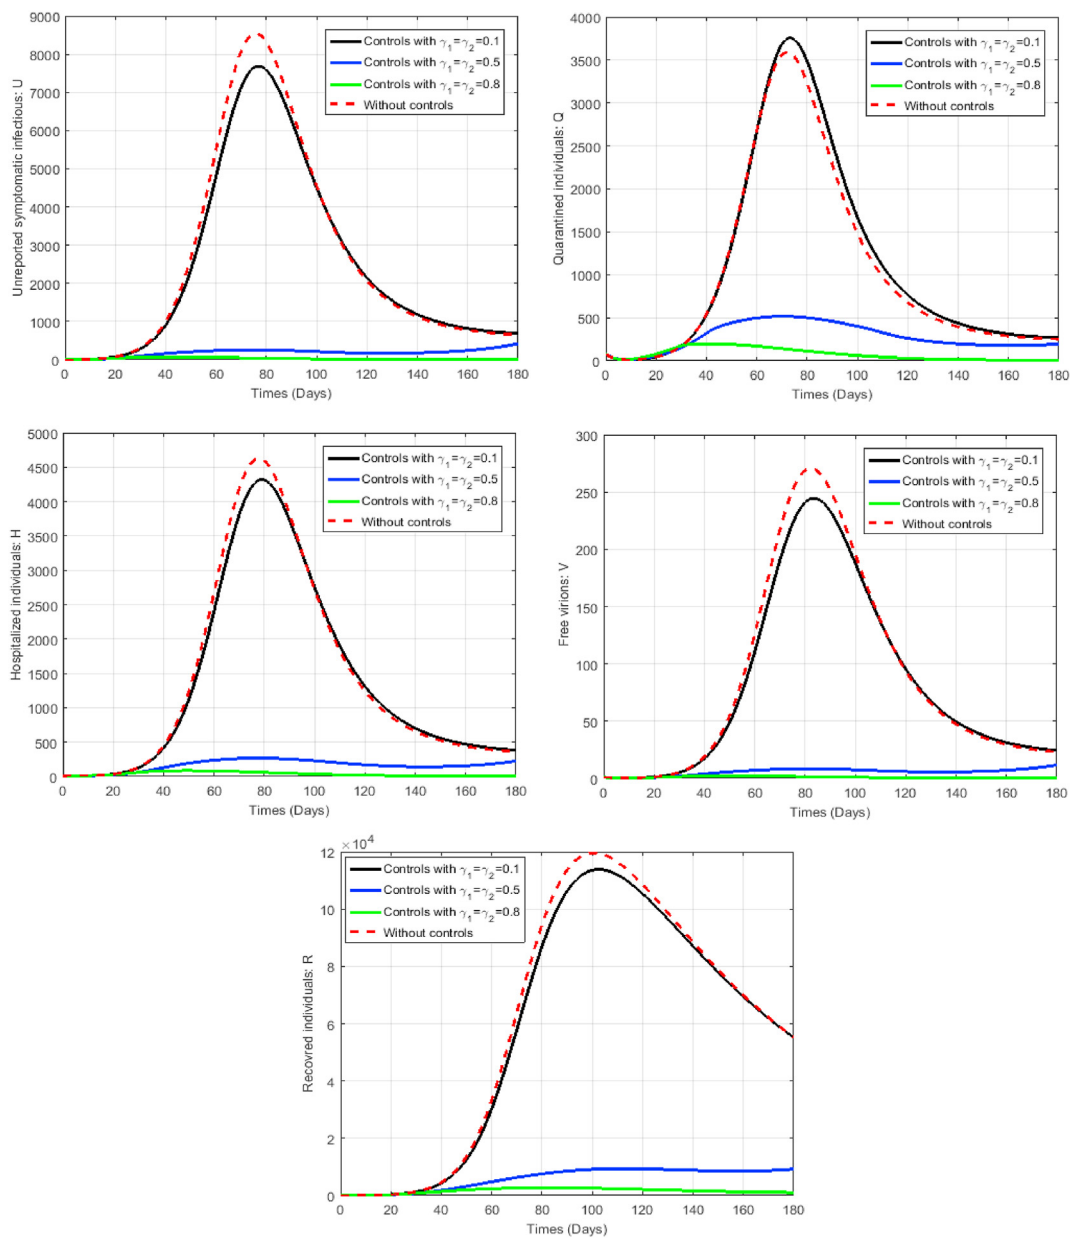 9000
8000
7000
6000
5000
4000
3000
2000
1000
0
Unreported symptomatic infectious: U
Controls with γ1=γ2=0.1
Controls with γ1=γ2=0.5
Controls with γ1=γ2=0.8
Without controls
0 20 40 60 80 100 120 140 160 180
Times (Days)
4000
3500
3000
2500
2000
1500
1000
500
0
Quarantined individuals: Q
Controls with γ1=γ2=0.1
Controls with γ1=γ2=0.5
Controls with γ1=γ2=0.8
Without controls
0 20 40 60 80 100 120 140 160 180
Times (Days)
5000
4500
4000
3500
3000
2500
2000
1500
1000
500
0
Hospitalized individuals: H
Controls with γ1=γ2=0.1
Controls with γ1=γ2=0.5
Controls with γ1=γ2=0.8
Without controls
0 20 40 60 80 100 120 140 160 180
Times (Days)
300
250
200
150
100
50
0
Free virions: V
Controls with γ1=γ2=0.1
Controls with γ1=γ2=0.5
Controls with γ1=γ2=0.8
Without controls
0 20 40 60 80 100 120 140 160 180
Times (Days)
×10^4
12
10
8
6
4
2
0
Recovred individuals: R
Controls with γ1=γ2=0.1
Controls with γ1=γ2=0.5
Controls with γ1=γ2=0.8
Without controls
0 20 40 60 80 100 120 140 160 180
Times (Days)